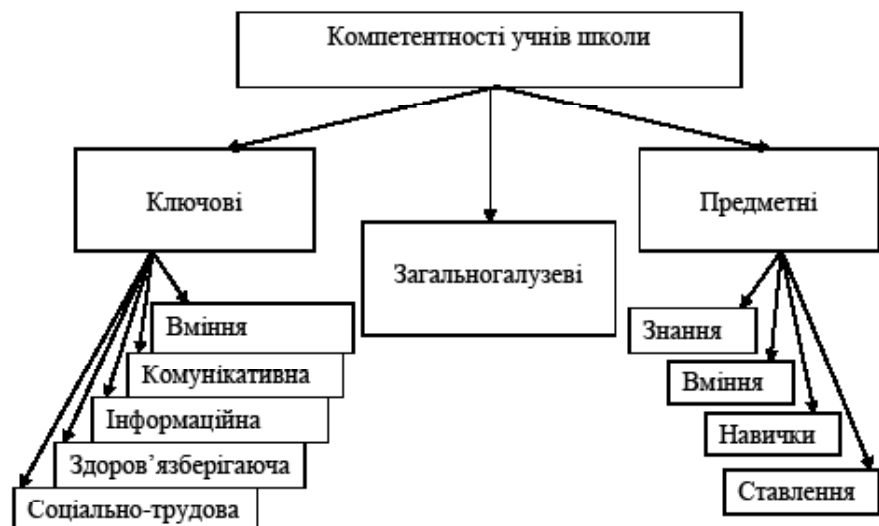 Компетентності учнів школи
Ключові
Загальногалузеві
Предметні
Вміння
Комунікативна
Інформаційна
Здоров’язберігаюча
Соціально-трудова
Знання
Вміння
Навички
Ставлення